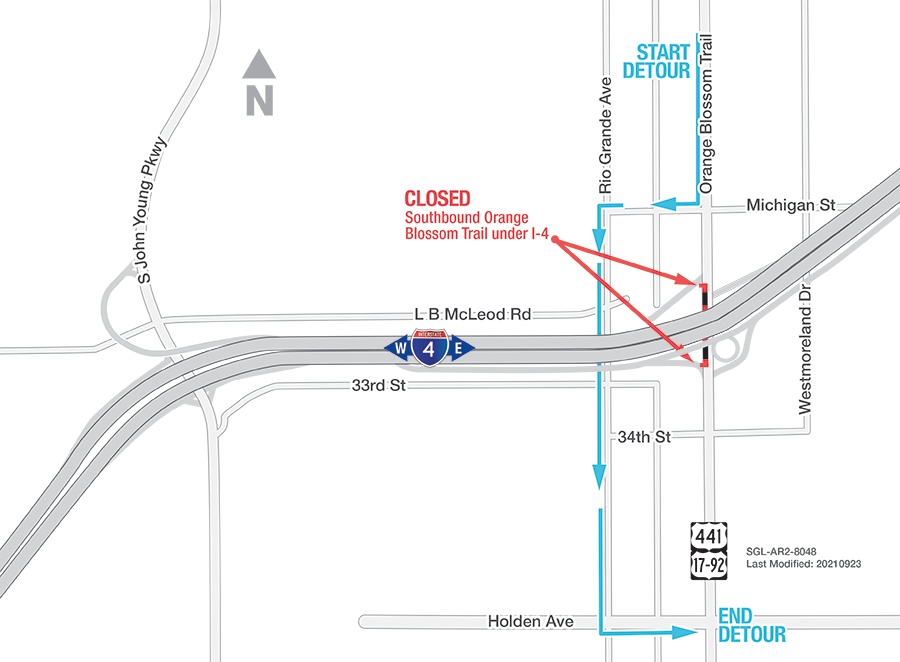 START
DETOUR
Orange Blossom Trail
Rio Grande Ave
N
S John Young Pkwy
CLOSED
Southbound Orange
Blossom Trail under I-4
Michigan St
L B McLeod Rd
INTERSTATE
W 4 E
Westmoreland Dr
33rd St
34th St
441
17-92
SGL-AR2-8048
Last Modified: 20210923
Holden Ave
END
DETOUR